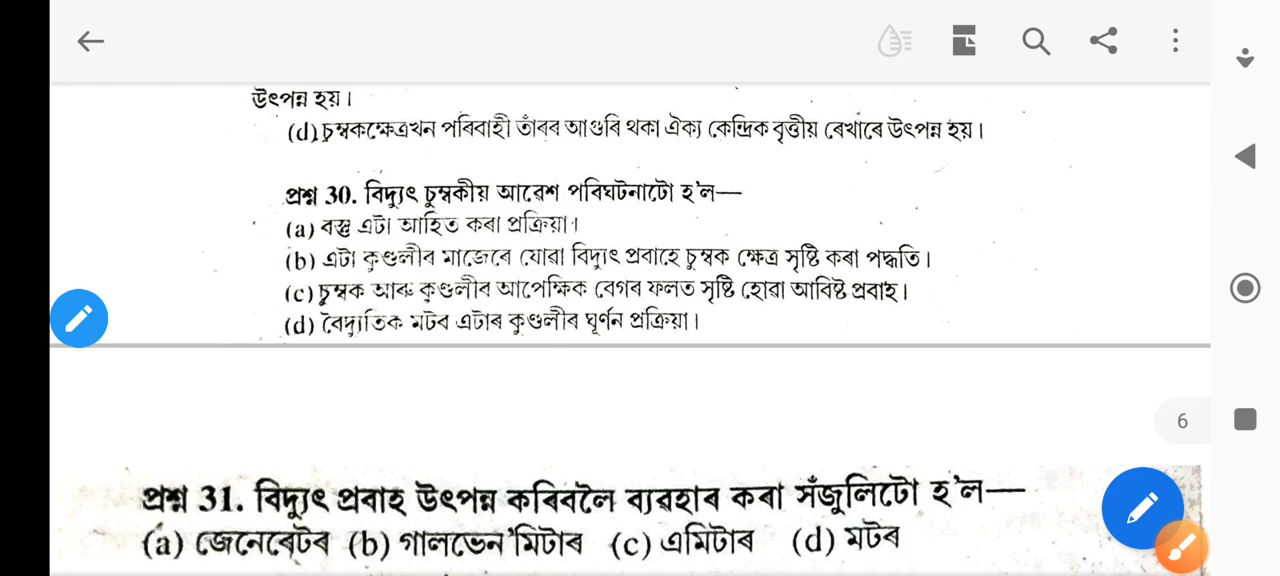 উৎপন্ন হয়।
(d) চুম্বকক্ষেত্ৰখন পৰিবাহী তাঁৰৰ আগুৰি থকা ঐক্য কেন্দ্ৰিক বৃত্তীয় ৰেখাৰে উৎপন্ন হয়।
প্ৰশ্ন 30. বিদ্যুৎ চুম্বকীয় আৱেশ পৰিঘটনাটো হ'ল—
(a) বস্তু এটা আহিত কৰা প্ৰক্ৰিয়া।
(b) এটা কুণ্ডলীৰ মাজেৰে যোৱা বিদ্যুৎ প্ৰবাহে চুম্বক ক্ষেত্ৰ সৃষ্টি কৰা পদ্ধতি।
(c) চুম্বক আৰু কুণ্ডলীৰ আপেক্ষিক বেগৰ ফলত সৃষ্টি হোৱা আবিষ্ট প্ৰবাহ।
(d) বৈদ্যুতিক মটৰ এটাৰ কুণ্ডলীৰ ঘূৰ্ণন প্ৰক্ৰিয়া।
6
প্ৰশ্ন 31. বিদ্যুৎ প্ৰবাহ উৎপন্ন কৰিবলৈ ব্যৱহাৰ কৰা সঁজুলিটো হ'ল—
(a) জেনেৰেটৰ (b) গালভেন'মিটাৰ (c) এমিটাৰ (d) মটৰ